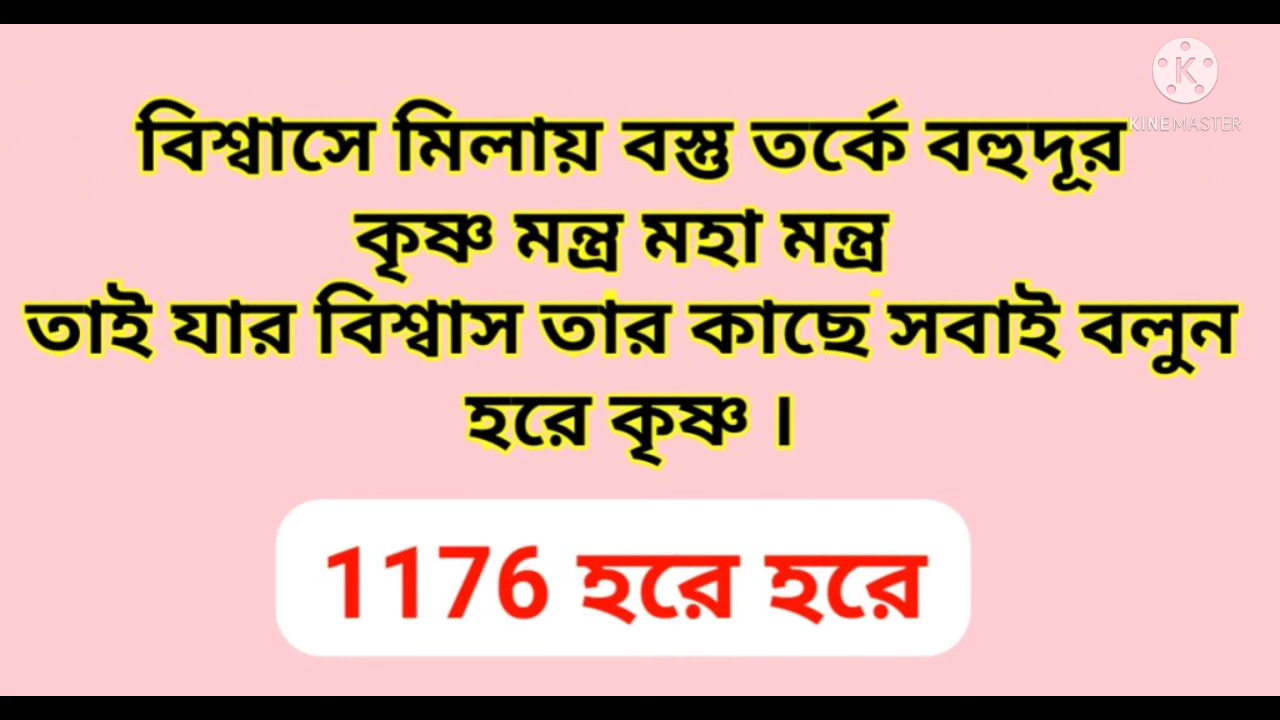 KINEMASTER
বিশ্বাসে মিলায় বস্তু তর্কে বহুদূর
কৃষ্ণ মন্ত্র মহা মন্ত্র
তাই যার বিশ্বাস তার কাছে সবাই বলুন
হরে কৃষ্ণ ।
1176 হরে হরে